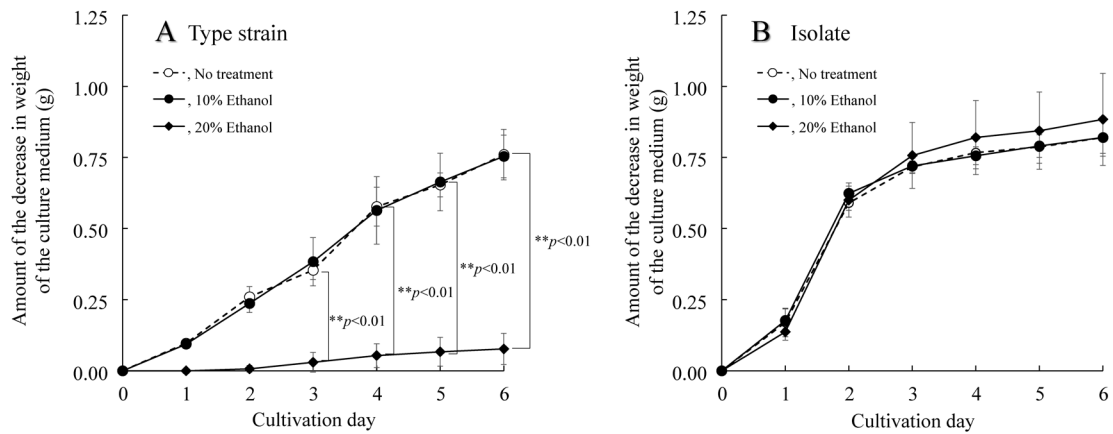 A Type strain
, No treatment
, 10% Ethanol
, 20% Ethanol
Amount of the decrease in weight
of the culture medium (g)
1.25
1.00
0.75
0.50
0.25
0.00
**p<0.01
**p<0.01
**p<0.01
**p<0.01
0 1 2 3 4 5 6
Cultivation day
B Isolate
, No treatment
, 10% Ethanol
, 20% Ethanol
Amount of the decrease in weight
of the culture medium (g)
1.25
1.00
0.75
0.50
0.25
0.00
0 1 2 3 4 5 6
Cultivation day